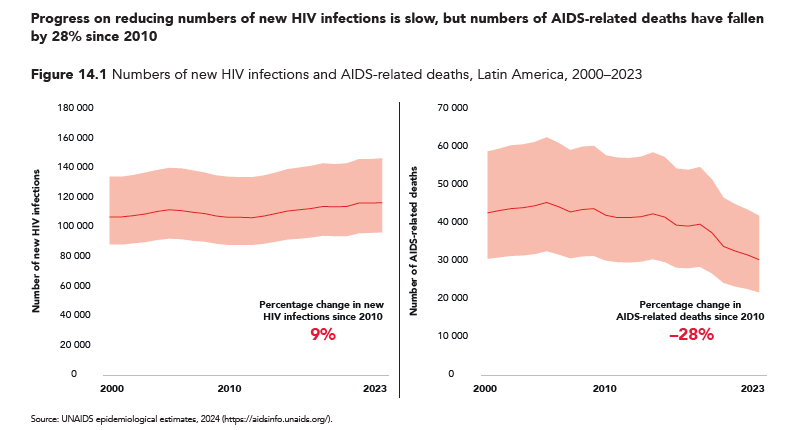 Progress on reducing numbers of new HIV infections is slow, but numbers of AIDS-related deaths have fallen
by 28% since 2010
Figure 14.1 Numbers of new HIV infections and AIDS-related deaths, Latin America, 2000–2023
Number of new HIV infections
180 000
160 000
140 000
120 000
100 000
80 000
60 000
40 000
20 000
0
Percentage change in new
HIV infections since 2010
9%
2000
2010
2023
Number of AIDS-related deaths
70 000
60 000
50 000
40 000
30 000
20 000
10 000
0
Percentage change in
AIDS-related deaths since 2010
–28%
2000
2010
2023
Source: UNAIDS epidemiological estimates, 2024 (https://aidsinfo.unaids.org/).